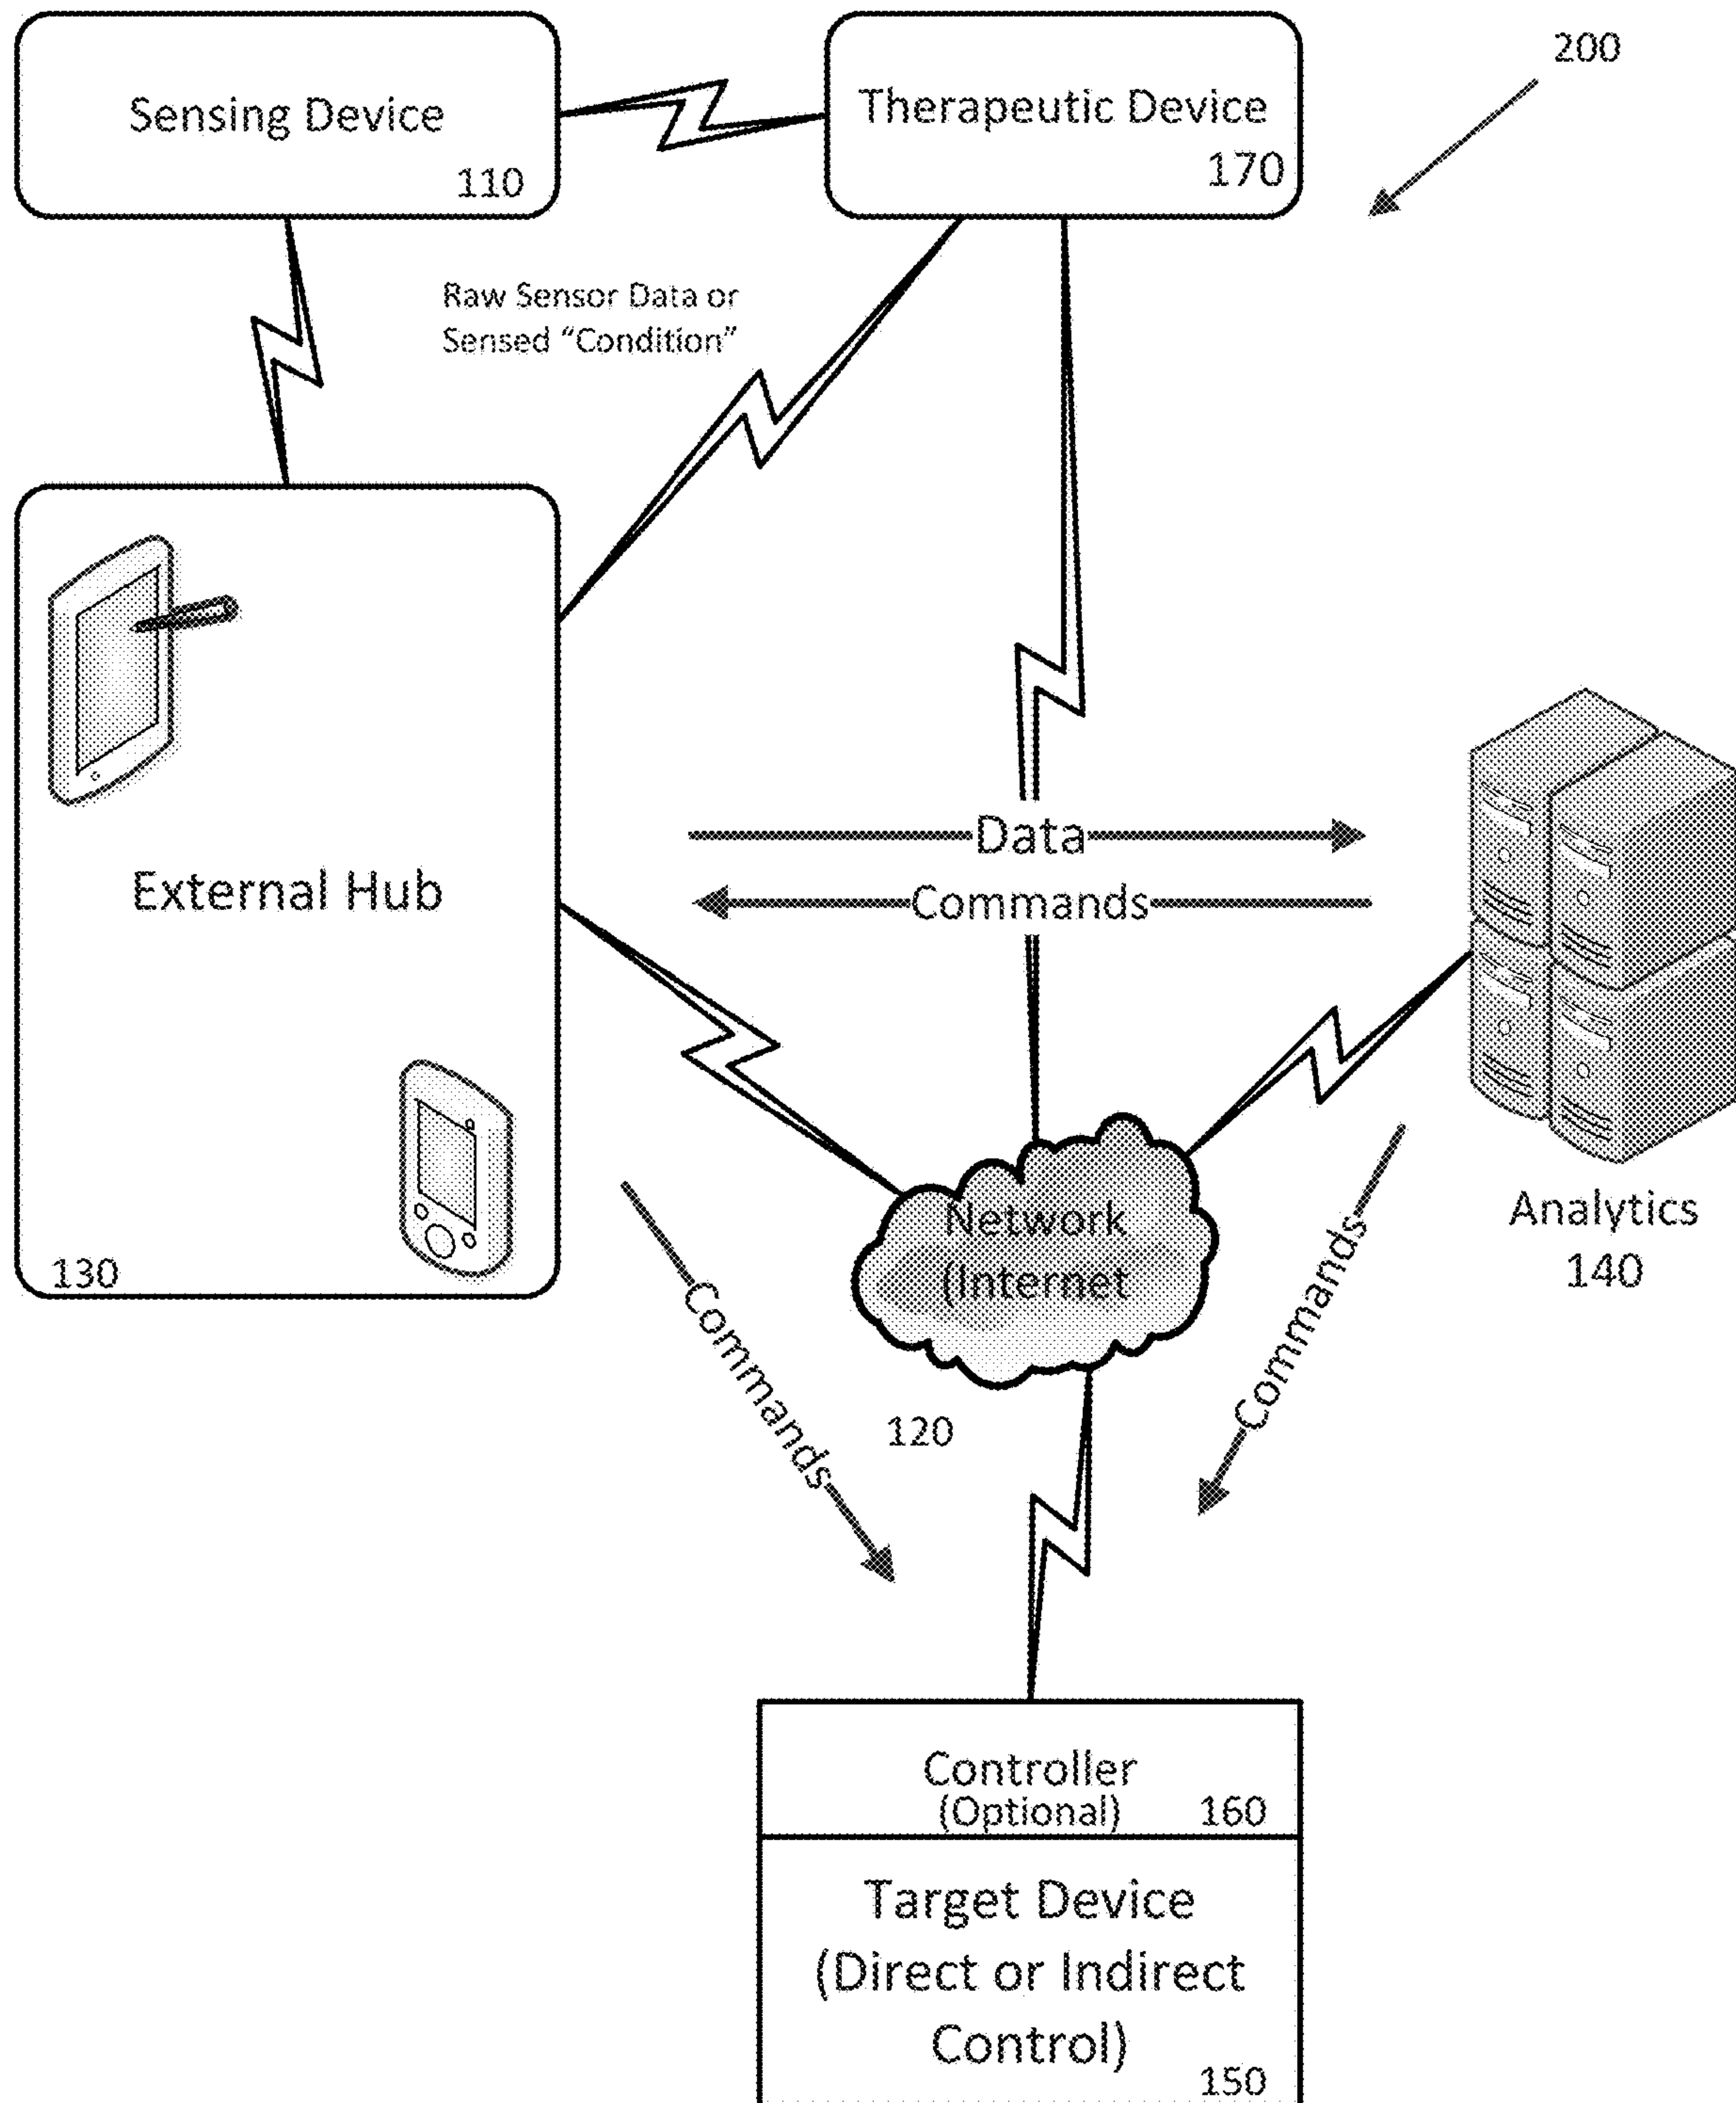 200
Sensing Device
110
Therapeutic Device
170
Raw Sensor Data or
Sensed “Condition”
Data
Commands
External Hub
130
Network
(Internet
120
Analytics
140
Commands
Commands
Controller
(Optional)
160
Target Device
(Direct or Indirect
Control)
150